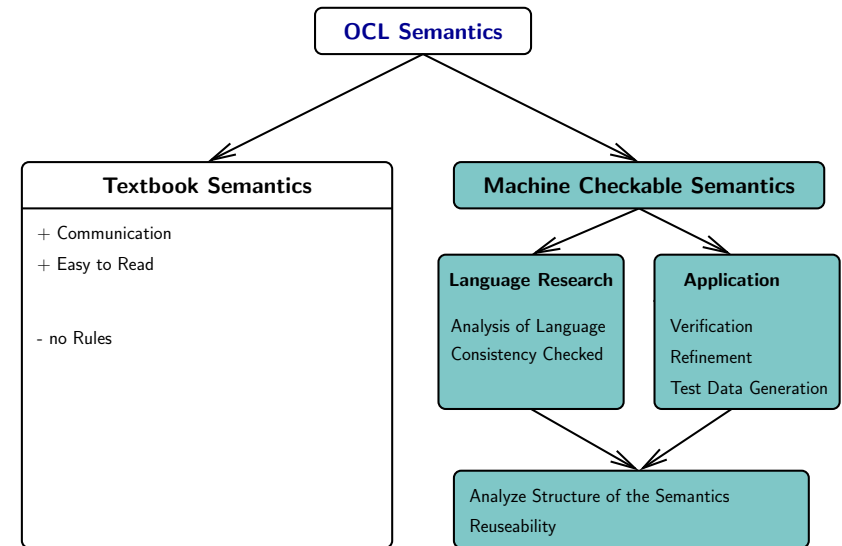 OCL Semantics
Textbook Semantics
+ Communication
+ Easy to Read
- no Rules
Machine Checkable Semantics
Language Research
Analysis of Language
Consistency Checked
Application
Verification
Refinement
Test Data Generation
Analyze Structure of the Semantics
Reuseability